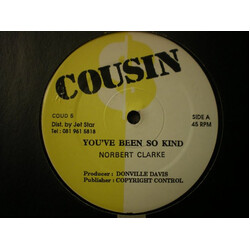 COUSIN
COUD 5
Dist. by Jet Star
Tel : 081 961 5818
SIDE A
45 RPM
YOU'VE BEEN SO KIND
NORBERT CLARKE
Producer : DONVILLE DAVIS
Publisher : COPYRIGHT CONTROL